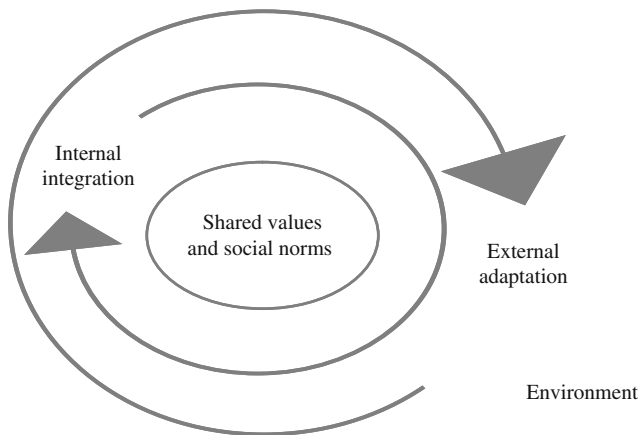 Internal
integration
Shared values
and social norms
External
adaptation
Environment